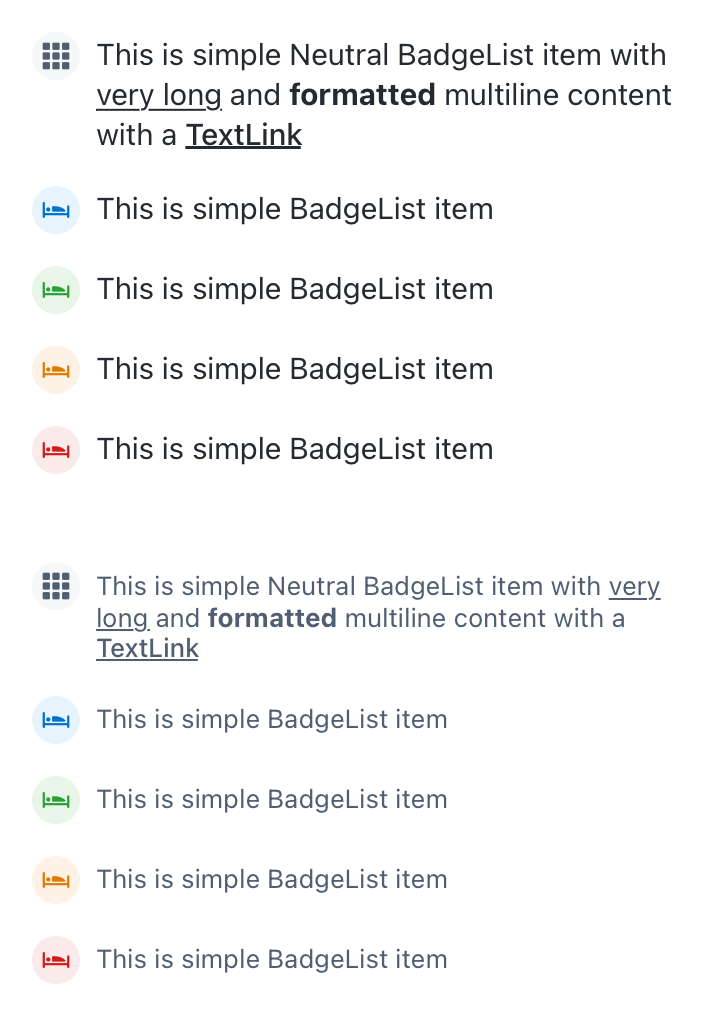 This is simple Neutral BadgeList item with
very long and formatted multiline content
with a TextLink
This is simple BadgeList item
This is simple BadgeList item
This is simple BadgeList item
This is simple BadgeList item
This is simple Neutral BadgeList item with very
long and formatted multiline content with a
TextLink
This is simple BadgeList item
This is simple BadgeList item
This is simple BadgeList item
This is simple BadgeList item